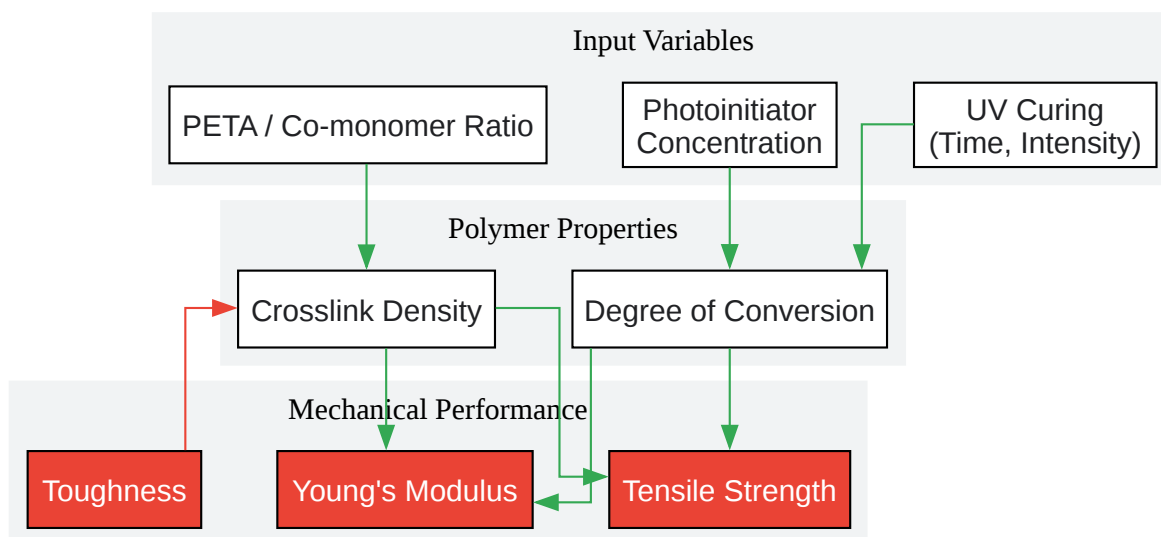 Input Variables
PETA / Co-monomer Ratio
Photoinitiator
Concentration
UV Curing
(Time, Intensity)
Polymer Properties
Crosslink Density
Degree of Conversion
Mechanical Performance
Toughness
Young's Modulus
Tensile Strength